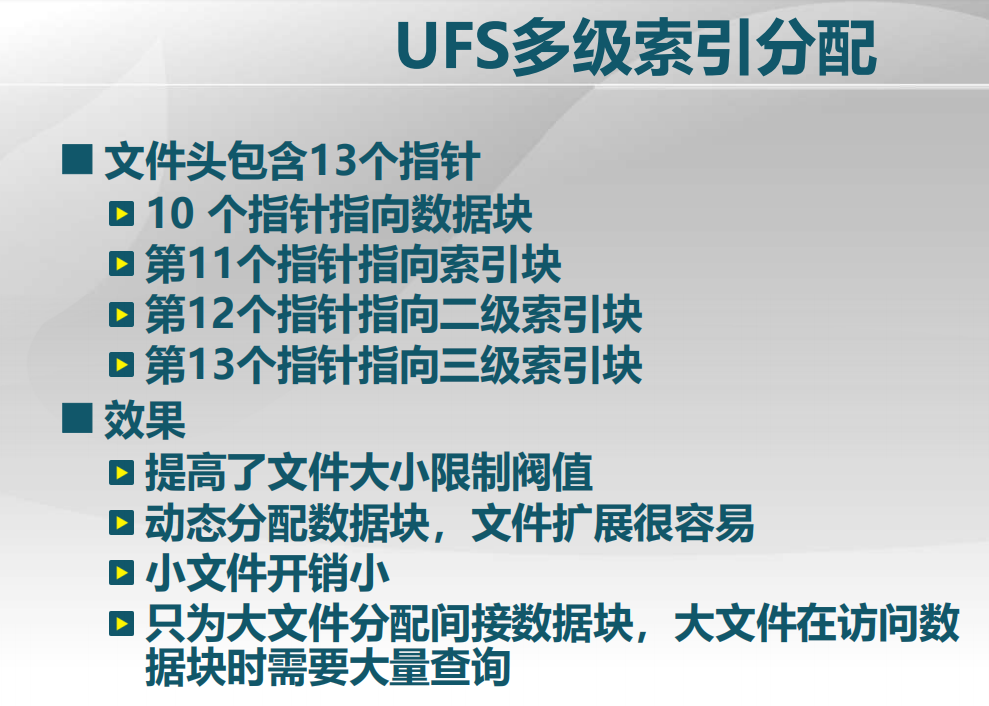 UFS多级索引分配
文件头包含13个指针
10 个指针指向数据块
第11个指针指向索引块
第12个指针指向二级索引块
第13个指针指向三级索引块
效果
提高了文件大小限制阀值
动态分配数据块，文件扩展很容易
小文件开销小
只为大文件分配间接数据块，大文件在访问数
据块时需要大量查询